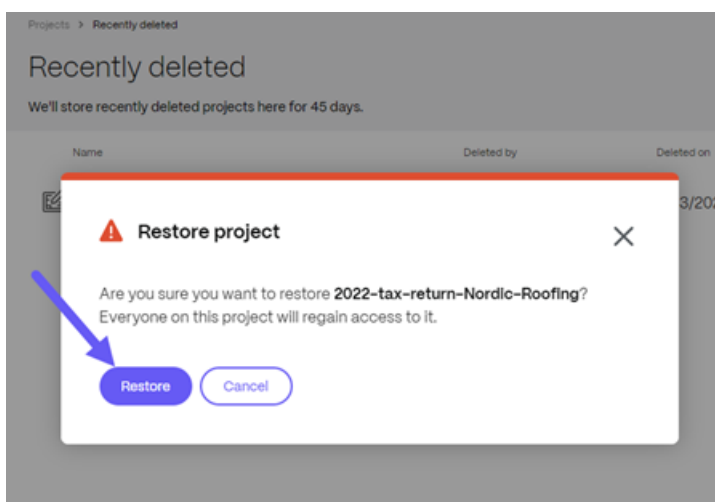 Projects > Recently deleted
Recently deleted
We'll store recently deleted projects here for 45 days.
Name Deleted by Deleted on
3/202
Restore project
Are you sure you want to restore 2022-tax-return-Nordic-Roofing?
Everyone on this project will regain access to it.
Restore Cancel